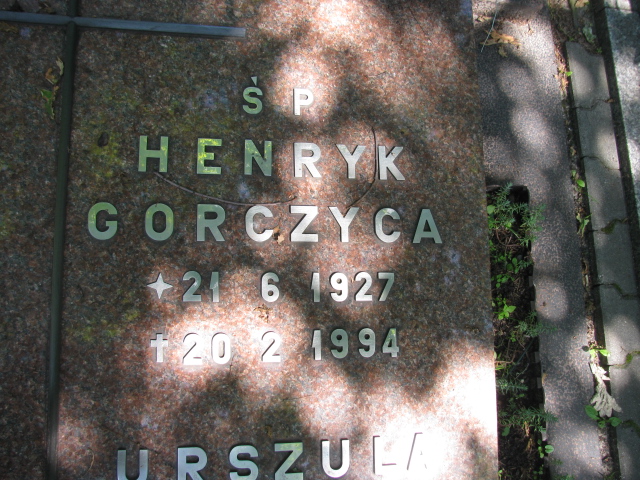 Ś P
HENRYK
GORCZYCA
✧ 21 6 1927
† 20 2 1994
URSZULA